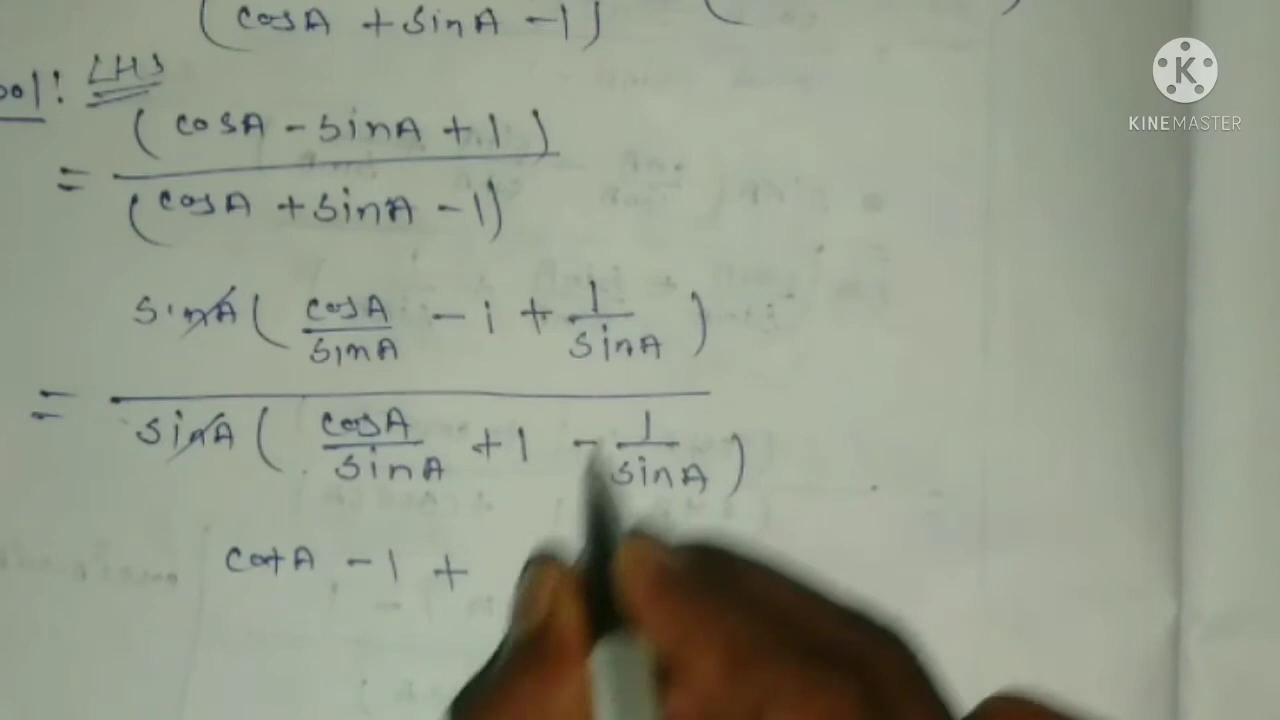 (cosA + sinA - 1)
Sol! LHS
= (cosA - sinA + 1)
(cosA + sinA - 1)
sinA ( cosA/sinA - 1 + 1/sinA )
=
sinA ( cosA/sinA + 1 - 1/sinA )
cotA - 1 +
K
KINEMASTER